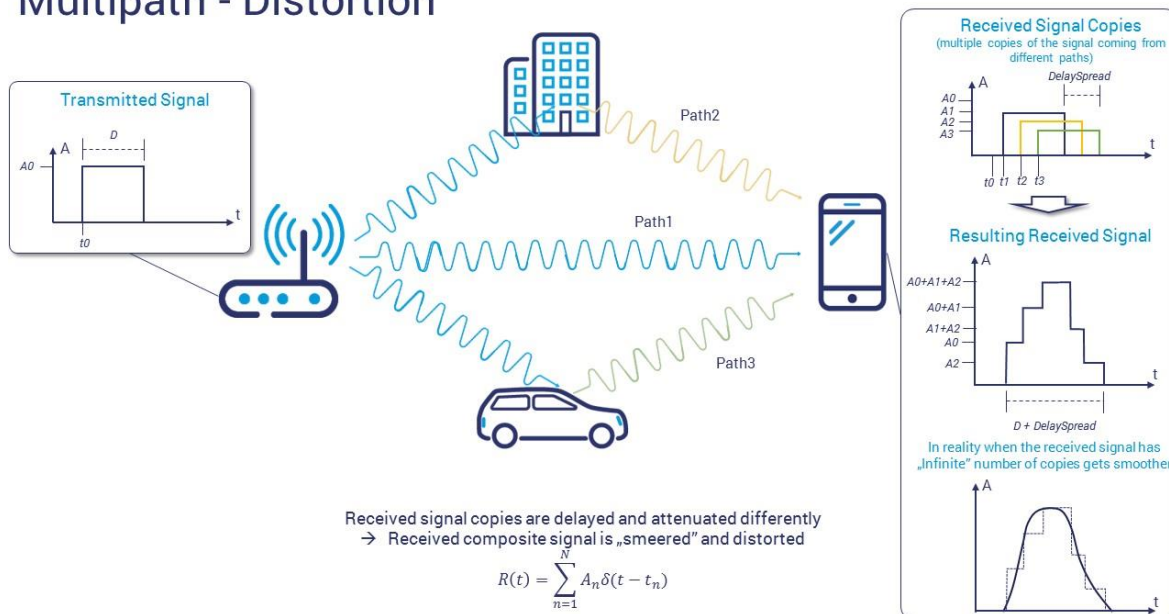 Multipath - Distortion
Transmitted Signal
D
A
A0
t
t0
Path2
Path1
Path3
Received Signal Copies
(multiple copies of the signal coming from
different paths)
DelaySpread
A
A0
A1
A2
A3
t
t0 t1 t2 t3
Resulting Received Signal
A
A0+A1+A2
A0+A1
A1+A2
A0
A2
t
D + DelaySpread
In reality when the received signal has
„Infinite" number of copies gets smoother
A
t
Received signal copies are delayed and attenuated differently
→ Received composite signal is „smeered" and distorted
R(t) = \sum_{n=1}^{N} A_n δ(t − t_n)